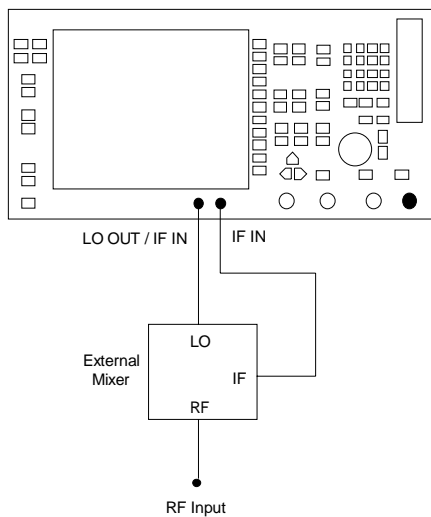 LO OUT / IF IN
IF IN
LO
External
Mixer
IF
RF
RF Input